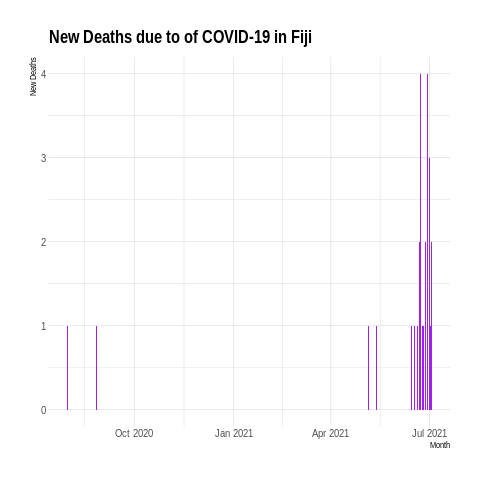 New Deaths due to of COVID-19 in Fiji
New Deaths
4
3
2
1
0
Oct 2020 Jan 2021 Apr 2021 Jul 2021
Month